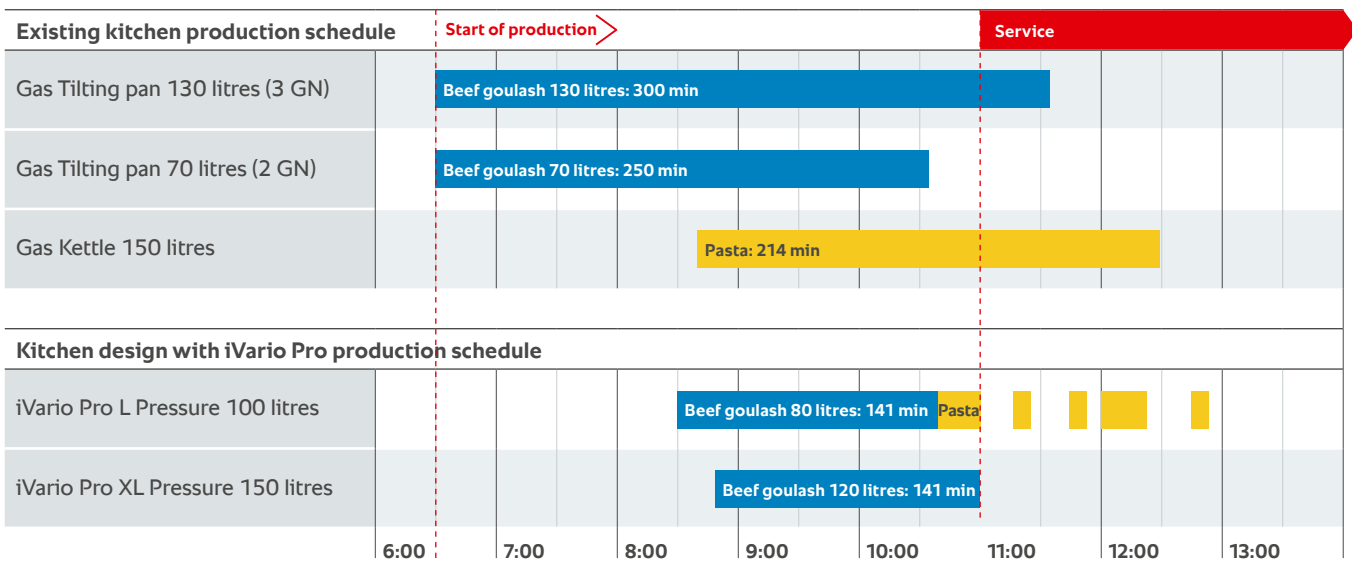 Existing kitchen production schedule
Start of production
Service
Gas Tilting pan 130 litres (3 GN)
Beef goulash 130 litres: 300 min
Gas Tilting pan 70 litres (2 GN)
Beef goulash 70 litres: 250 min
Gas Kettle 150 litres
Pasta: 214 min
Kitchen design with iVario Pro production schedule
iVario Pro L Pressure 100 litres
Beef goulash 80 litres: 141 min
Pasta
iVario Pro XL Pressure 150 litres
Beef goulash 120 litres: 141 min
6:00 7:00 8:00 9:00 10:00 11:00 12:00 13:00